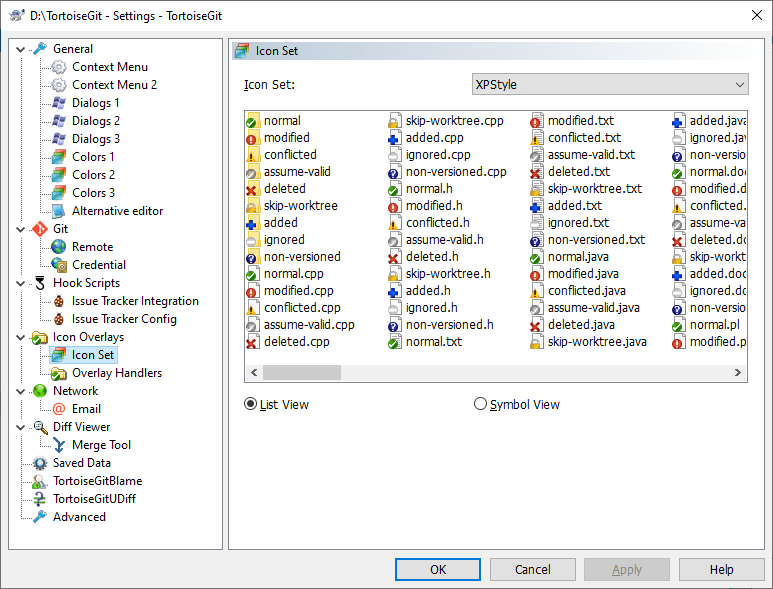 D:\TortoiseGit - Settings - TortoiseGit
General
Context Menu
Context Menu 2
Dialogs 1
Dialogs 2
Dialogs 3
Colors 1
Colors 2
Colors 3
Alternative editor
Git
Remote
Credential
Hook Scripts
Issue Tracker Integration
Issue Tracker Config
Icon Overlays
Icon Set
Overlay Handlers
Network
Email
Diff Viewer
Merge Tool
Saved Data
TortoiseGitBlame
TortoiseGitUDiff
Advanced
Icon Set
Icon Set: XPStyle
normal
modified
conflicted
assume-valid
deleted
skip-worktree
added
ignored
non-versioned
normal.cpp
modified.cpp
conflicted.cpp
assume-valid.cpp
deleted.cpp
skip-worktree.cpp
added.cpp
ignored.cpp
non-versioned.cpp
normal.h
modified.h
conflicted.h
assume-valid.h
deleted.h
skip-worktree.h
added.h
ignored.h
non-versioned.h
normal.txt
modified.txt
conflicted.txt
assume-valid.txt
deleted.txt
skip-worktree.txt
added.txt
ignored.txt
non-versioned.txt
normal.java
modified.java
conflicted.java
assume-valid.java
deleted.java
skip-worktree.java
added.java
ignored.jav
non-versio
normal.do
modified.d
conflicted.
assume-va
deleted.do
skip-workt
added.doc
ignored.do
non-versio
normal.pl
modified.p
List View
Symbol View
OK
Cancel
Apply
Help